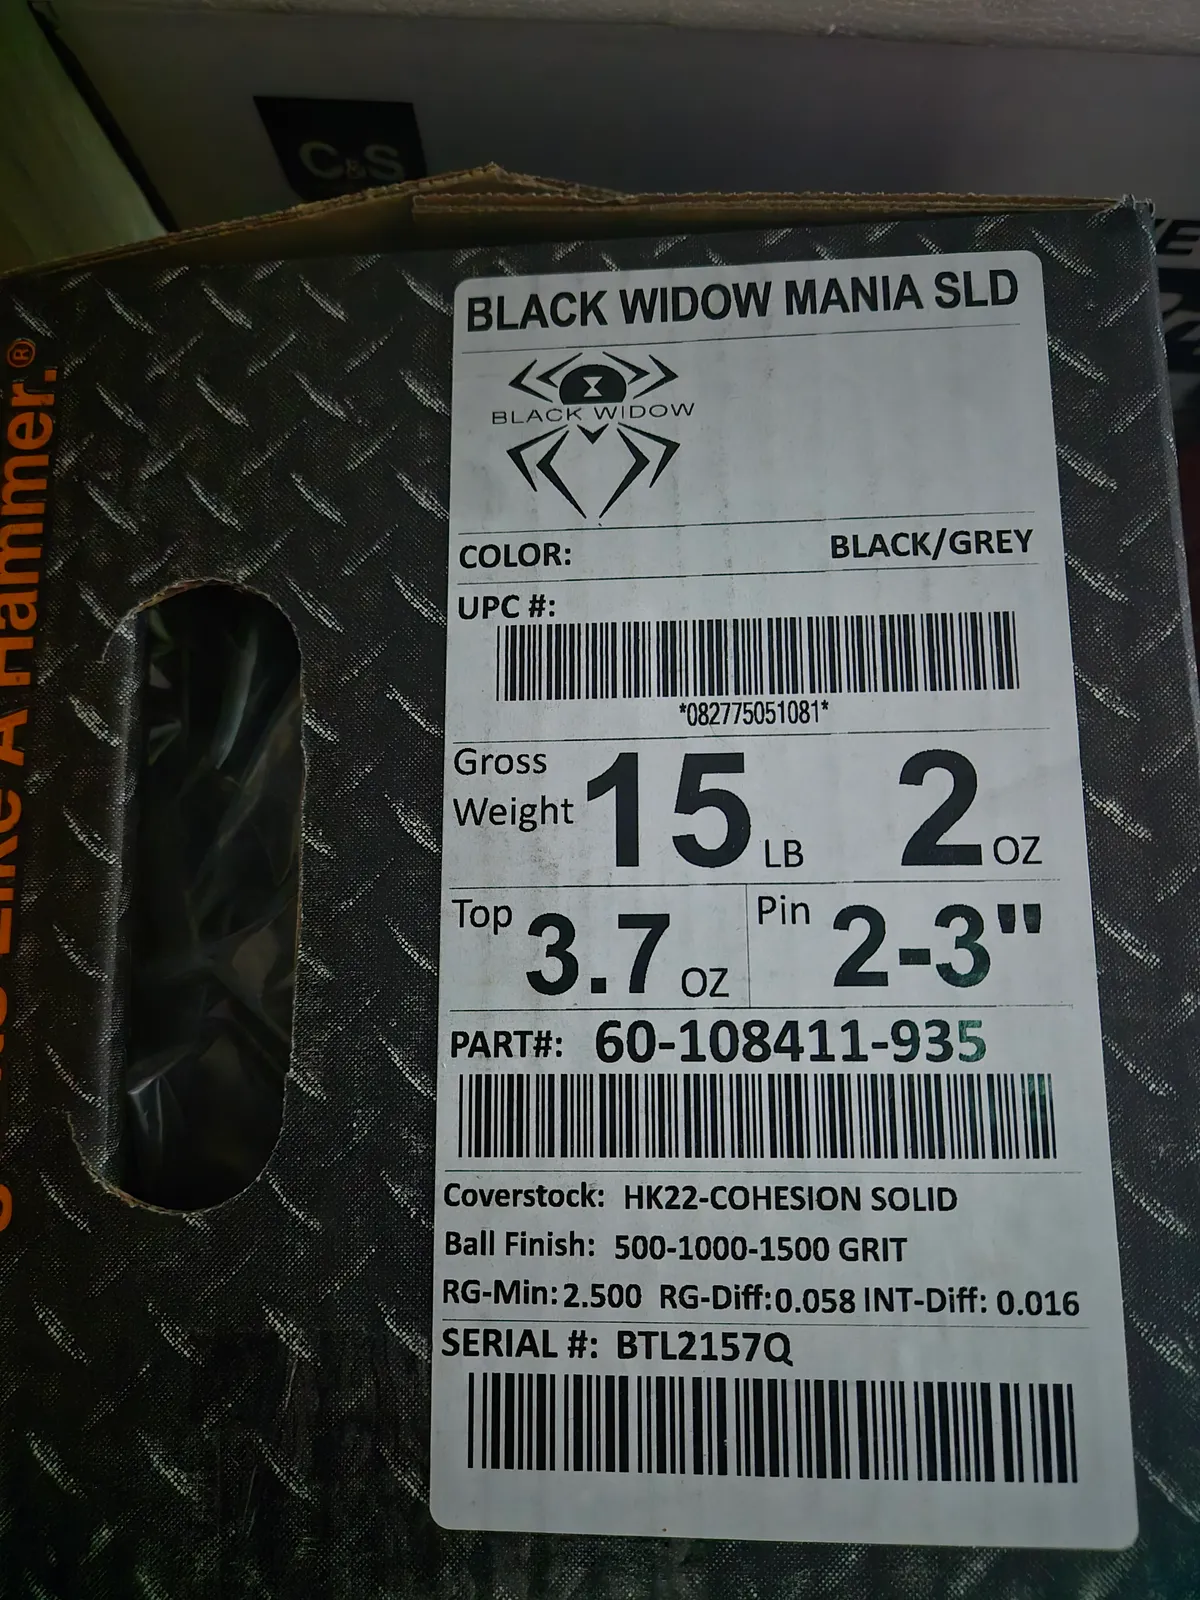 C&S
Like A Hammer.®
BLACK WIDOW MANIA SLD
BLACK WIDOW
COLOR: BLACK/GREY
UPC #:
*082775051081*
Gross Weight 15 LB 2 OZ
Top 3.7 OZ Pin 2-3"
PART#: 60-108411-935
Coverstock: HK22-COHESION SOLID
Ball Finish: 500-1000-1500 GRIT
RG-Min: 2.500 RG-Diff: 0.058 INT-Diff: 0.016
SERIAL #: BTL2157Q